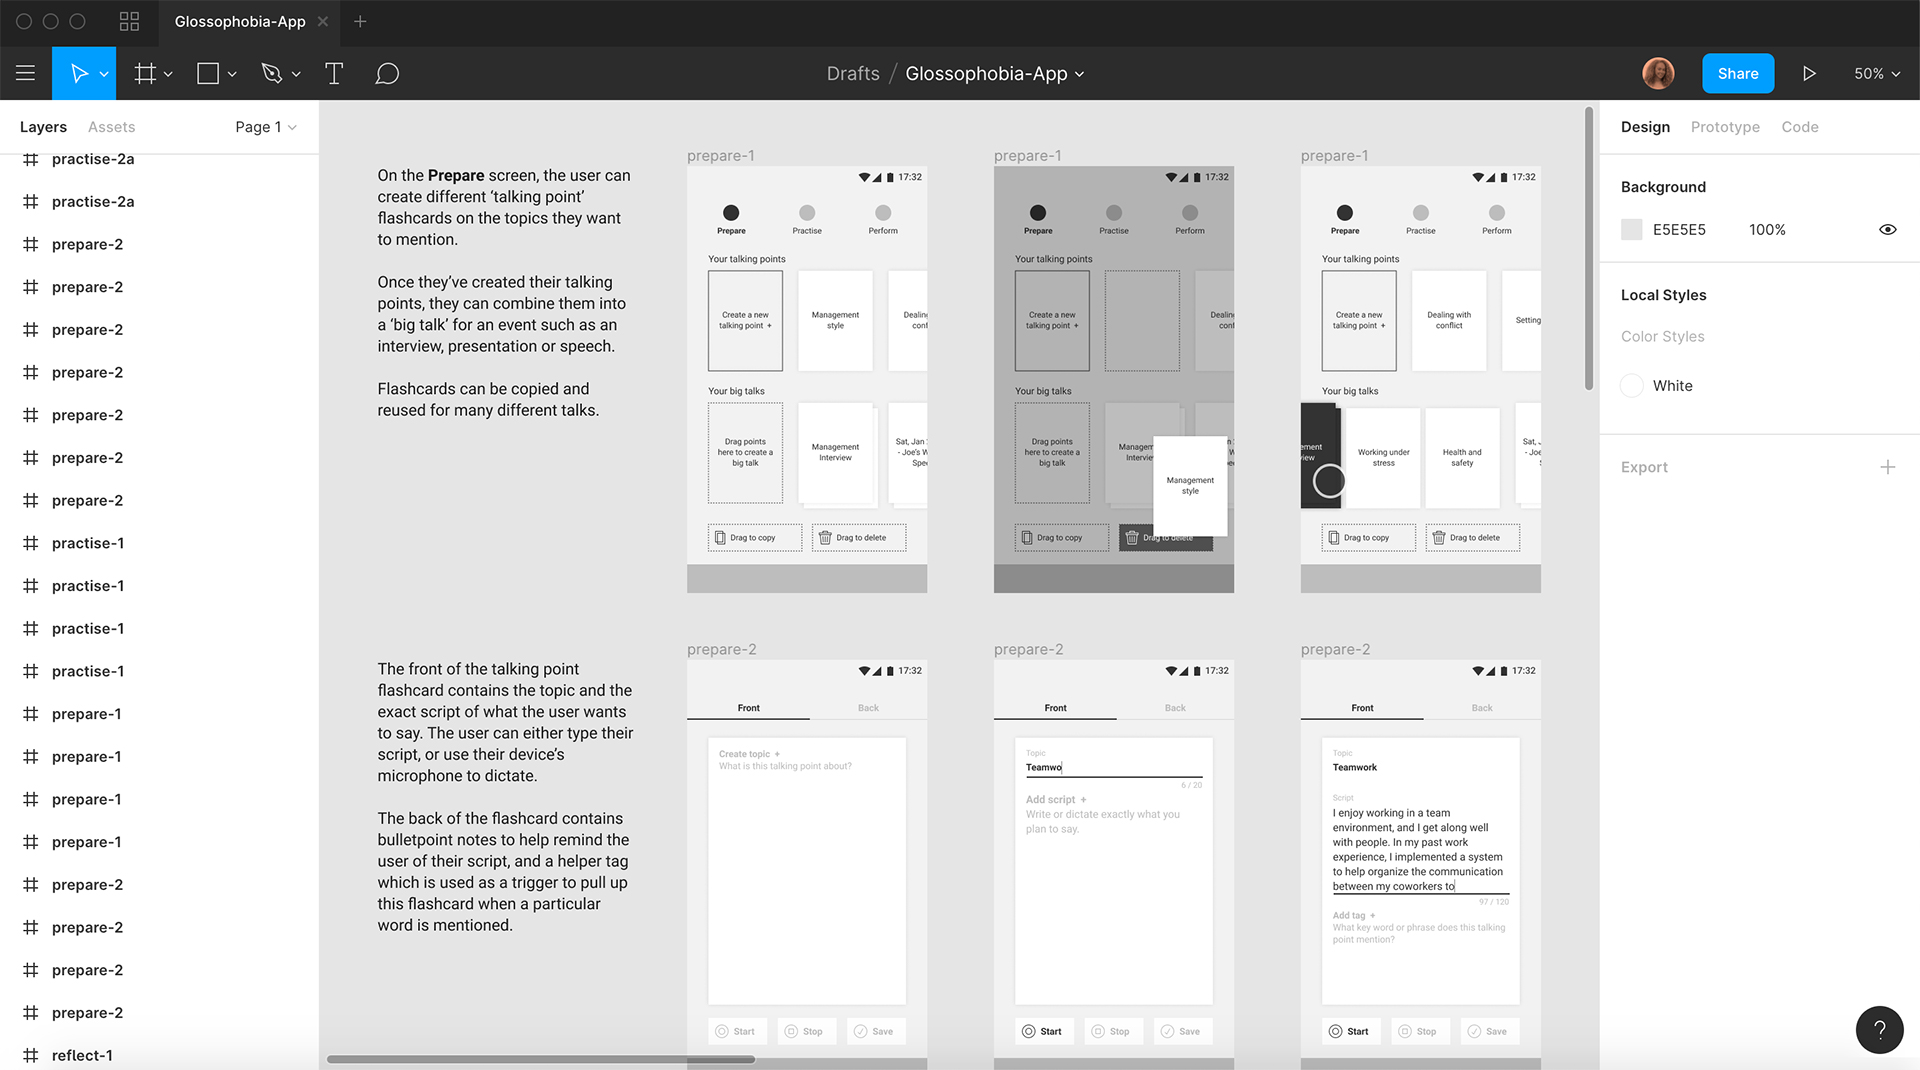 Glossophobia-App
Drafts / Glossophobia-App
Share
50%
Layers
Assets
Page 1
practise-2a
practise-2a
prepare-2
prepare-2
prepare-2
prepare-2
prepare-2
prepare-2
prepare-2
practise-1
practise-1
practise-1
practise-1
prepare-1
prepare-1
prepare-1
prepare-1
prepare-2
prepare-2
prepare-2
prepare-2
reflect-1
On the Prepare screen, the user can
create different ‘talking point’
flashcards on the topics they want
to mention.
Once they’ve created their talking
points, they can combine them into
a ‘big talk’ for an event such as an
interview, presentation or speech.
Flashcards can be copied and
reused for many different talks.
prepare-1
17:32
Prepare
Practise
Perform
Your talking points
Create a new
talking point +
Management
style
Dealin
conf
Your big talks
Drag points
here to create a
big talk
Management
Interview
Sat, Jan
- Joe's W
Spe
Drag to copy
Drag to delete
prepare-1
17:32
Prepare
Practise
Perform
Your talking points
Create a new
talking point +
Dealin
conf
Your big talks
Drag points
here to create a
big talk
Manageme
Intervie
Management
style
Drag to copy
Drag to delete
prepare-1
17:32
Prepare
Practise
Perform
Your talking points
Create a new
talking point +
Dealing with
conflict
Setting
Your big talks
ement
view
Working under
stress
Health and
safety
Sat, J
- Joe
Drag to copy
Drag to delete
The front of the talking point
flashcard contains the topic and the
exact script of what the user wants
to say. The user can either type their
script, or use their device’s
microphone to dictate.
The back of the flashcard contains
bulletpoint notes to help remind the
user of their script, and a helper tag
which is used as a trigger to pull up
this flashcard when a particular
word is mentioned.
prepare-2
17:32
Front
Back
Create topic +
What is this talking point about?
Start
Stop
Save
prepare-2
17:32
Front
Back
Topic
Teamwo
6 / 20
Add script +
Write or dictate exactly what you
plan to say.
Start
Stop
Save
prepare-2
17:32
Front
Back
Topic
Teamwork
Script
I enjoy working in a team
environment, and I get along well
with people. In my past work
experience, I implemented a system
to help organize the communication
between my coworkers to
97 / 120
Add tag +
What key word or phrase does this talking
point mention?
Start
Stop
Save
Design
Prototype
Code
Background
E5E5E5
100%
Local Styles
Color Styles
White
Export
?